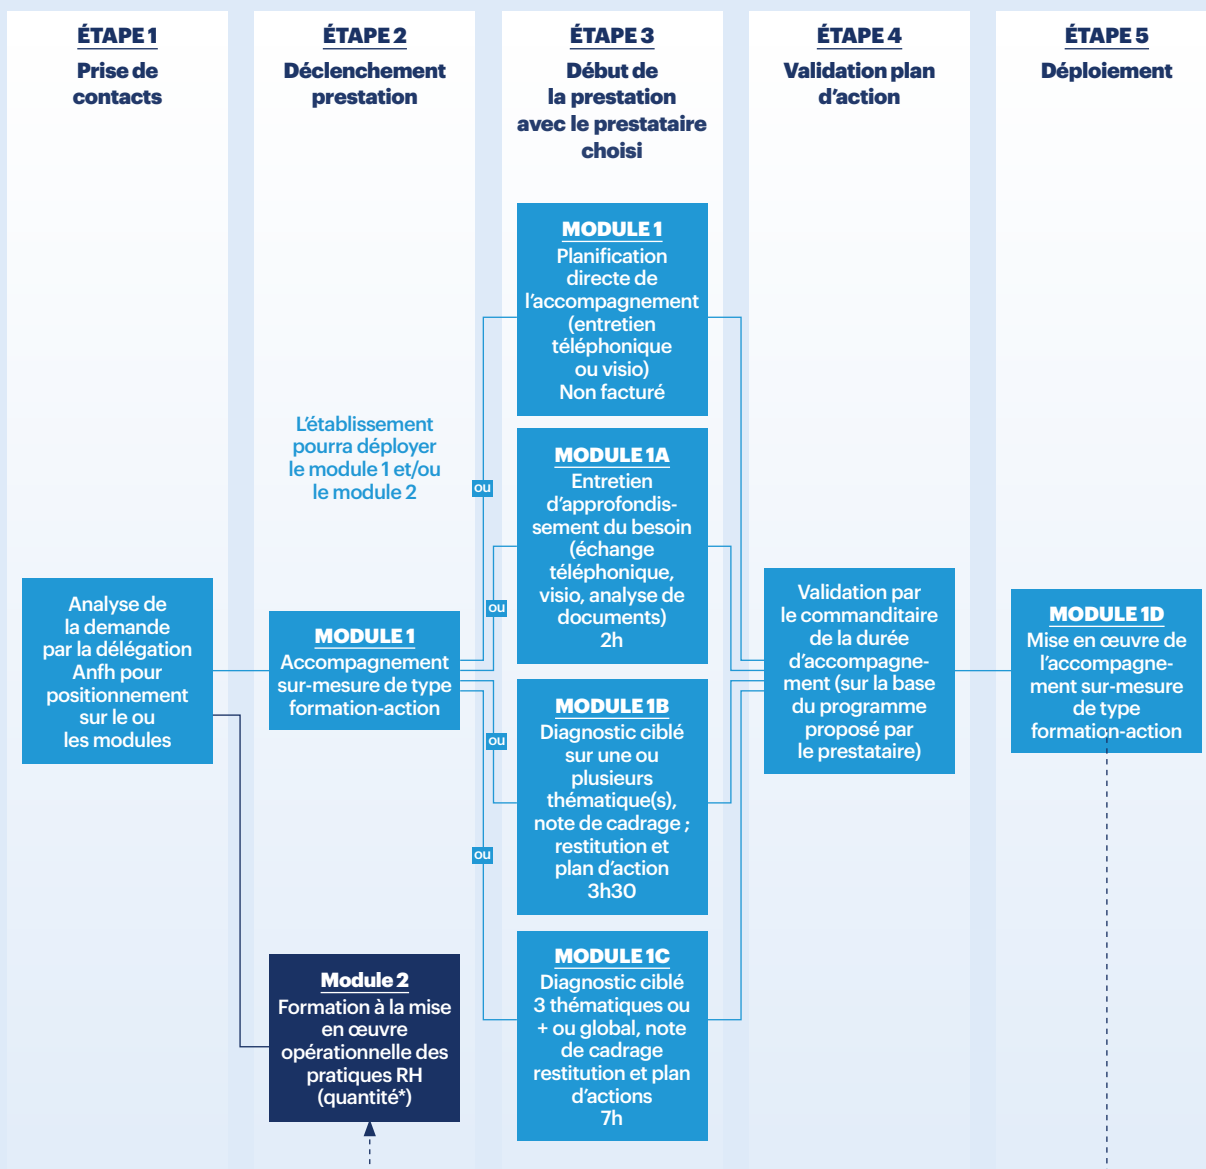 ÉTAPE 1
Prise de
contacts
ÉTAPE 2
Déclenchement
prestation
ÉTAPE 3
Début de
la prestation
avec le prestataire
choisi
ÉTAPE 4
Validation plan
d'action
ÉTAPE 5
Déploiement
Analyse de
la demande
par la délégation
Anfh pour
positionnement
sur le ou
les modules
L'établissement
pourra déployer
le module 1 et/ou
le module 2
MODULE 1
Accompagnement
sur-mesure de type
formation-action
Module 2
Formation à la mise
en œuvre
opérationnelle des
pratiques RH
(quantité*)
ou
ou
ou
ou
MODULE 1
Planification
directe de
l'accompagnement
(entretien
téléphonique
ou visio)
Non facturé
MODULE 1A
Entretien
d'approfondis-
sement du besoin
(échange
téléphonique,
visio, analyse de
documents)
2h
MODULE 1B
Diagnostic ciblé
sur une ou
plusieurs
thématique(s),
note de cadrage ;
restitution et
plan d'action
3h30
MODULE 1C
Diagnostic ciblé
3 thématiques ou
+ ou global, note
de cadrage
restitution et plan
d'actions
7h
Validation par
le commanditaire
de la durée
d'accompagne-
ment (sur la base
du programme
proposé par
le prestataire)
MODULE 1D
Mise en œuvre de
l'accompagne-
ment sur-mesure
de type
formation-action